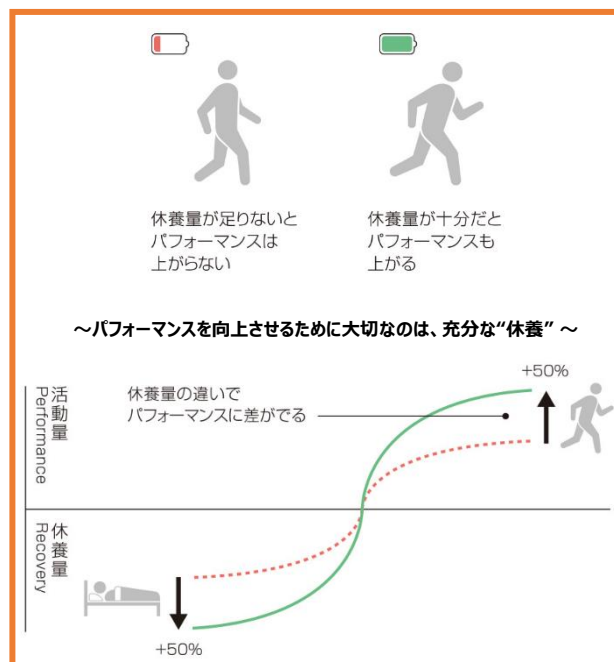 休養量が足りないと
パフォーマンスは
上がらない
休養量が十分だと
パフォーマンスも
上がる
～パフォーマンスを向上させるために大切なのは、充分な“休養” ～
+50%
活動量
Performance
休養量の違いで
パフォーマンスに差がでる
休養量
Recovery
+50%